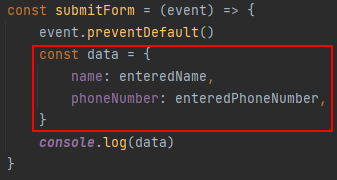 const submitForm = (event) => {
    event.preventDefault()
    const data = {
        name: enteredName,
        phoneNumber: enteredPhoneNumber,
    }
    console.log(data)
}